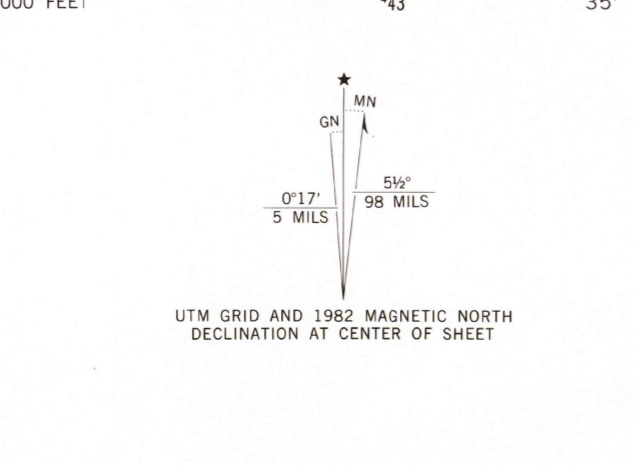 000 FEET
43
35'
★
MN
GN
0°17'
5 MILS
5½°
98 MILS
UTM GRID AND 1982 MAGNETIC NORTH
DECLINATION AT CENTER OF SHEET